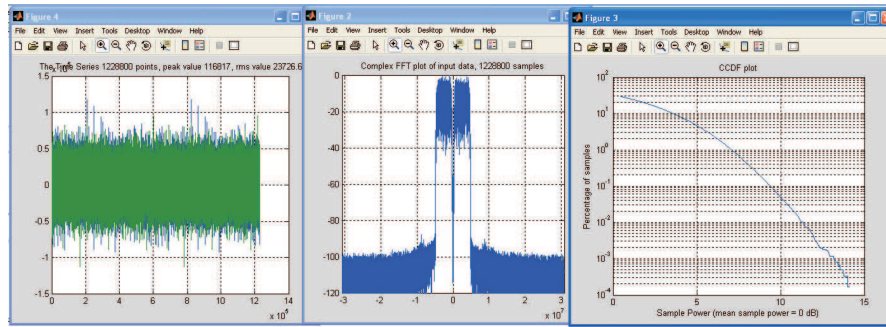 Figure 4
File Edit View Insert Tools Desktop Window Help
The Time Series 1228800 points, peak value 116817, rms value 23726.6
1.5
1
0.5
0
-0.5
-1
-1.5
0 2 4 6 8 10 12 14
x 10^5
Figure 2
File Edit View Insert Tools Desktop Window Help
Complex FFT plot of input data, 1228800 samples
0
-20
-40
-60
-80
-100
-120
-3 -2 -1 0 1 2 3
x 10^7
Figure 3
File Edit View Insert Tools Desktop Window Help
CCDF plot
Percentage of samples
10^2
10^1
10^0
10^-1
10^-2
10^-3
10^-4
0 5 10 15
Sample Power (mean sample power = 0 dB)